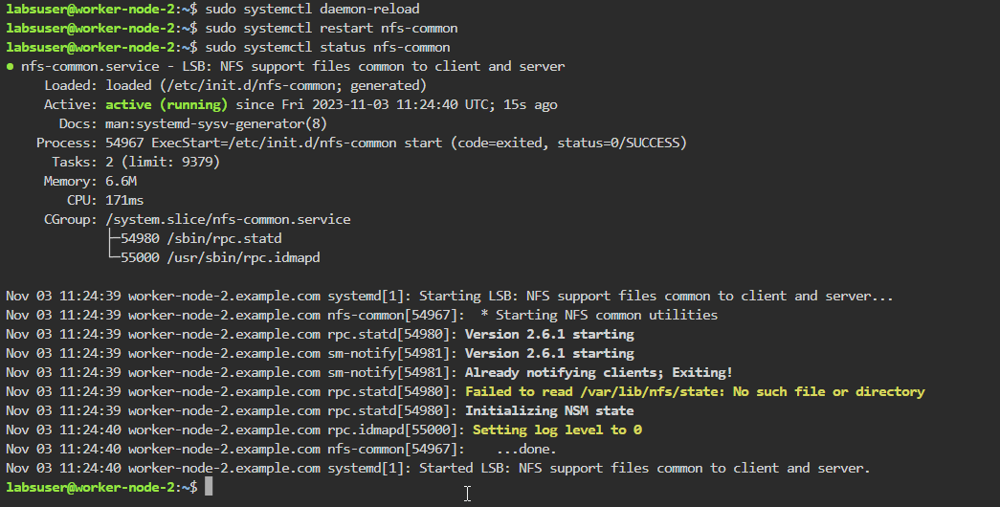 labsuser@worker-node-2:~$ sudo systemctl daemon-reload
labsuser@worker-node-2:~$ sudo systemctl restart nfs-common
labsuser@worker-node-2:~$ sudo systemctl status nfs-common
● nfs-common.service - LSB: NFS support files common to client and server
     Loaded: loaded (/etc/init.d/nfs-common; generated)
     Active: active (running) since Fri 2023-11-03 11:24:40 UTC; 15s ago
       Docs: man:systemd-sysv-generator(8)
    Process: 54967 ExecStart=/etc/init.d/nfs-common start (code=exited, status=0/SUCCESS)
      Tasks: 2 (limit: 9379)
     Memory: 6.6M
        CPU: 171ms
     CGroup: /system.slice/nfs-common.service
             ├─54980 /sbin/rpc.statd
             └─55000 /usr/sbin/rpc.idmapd

Nov 03 11:24:39 worker-node-2.example.com systemd[1]: Starting LSB: NFS support files common to client and server...
Nov 03 11:24:39 worker-node-2.example.com nfs-common[54967]:  * Starting NFS common utilities
Nov 03 11:24:39 worker-node-2.example.com rpc.statd[54980]: Version 2.6.1 starting
Nov 03 11:24:39 worker-node-2.example.com sm-notify[54981]: Version 2.6.1 starting
Nov 03 11:24:39 worker-node-2.example.com sm-notify[54981]: Already notifying clients; Exiting!
Nov 03 11:24:39 worker-node-2.example.com rpc.statd[54980]: Failed to read /var/lib/nfs/state: No such file or directory
Nov 03 11:24:39 worker-node-2.example.com rpc.statd[54980]: Initializing NSM state
Nov 03 11:24:40 worker-node-2.example.com rpc.idmapd[55000]: Setting log level to 0
Nov 03 11:24:40 worker-node-2.example.com nfs-common[54967]:    ...done.
Nov 03 11:24:40 worker-node-2.example.com systemd[1]: Started LSB: NFS support files common to client and server.
labsuser@worker-node-2:~$